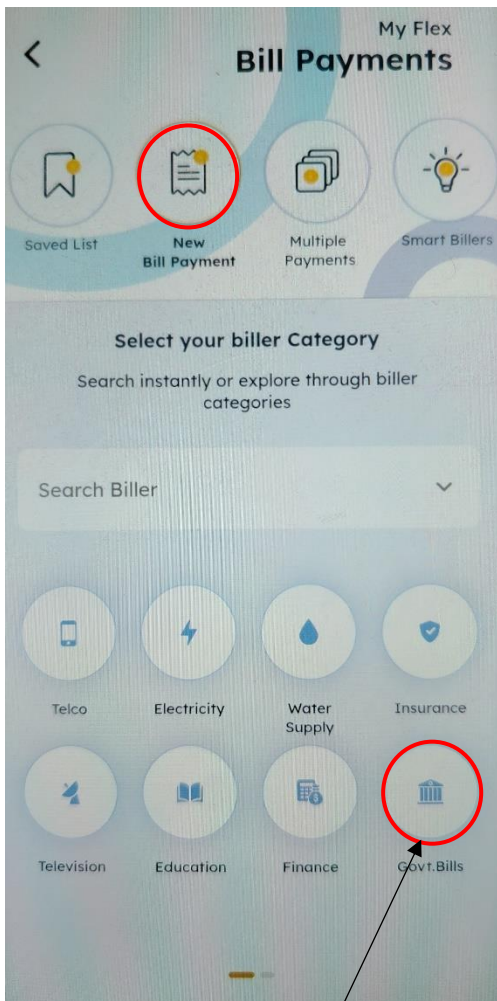 My Flex
Bill Payments
Saved List
New
Bill Payment
Multiple
Payments
Smart Billers
Select your biller Category
Search instantly or explore through biller
categories
Search Biller
Telco
Electricity
Water
Supply
Insurance
Television
Education
Finance
Govt.Bills